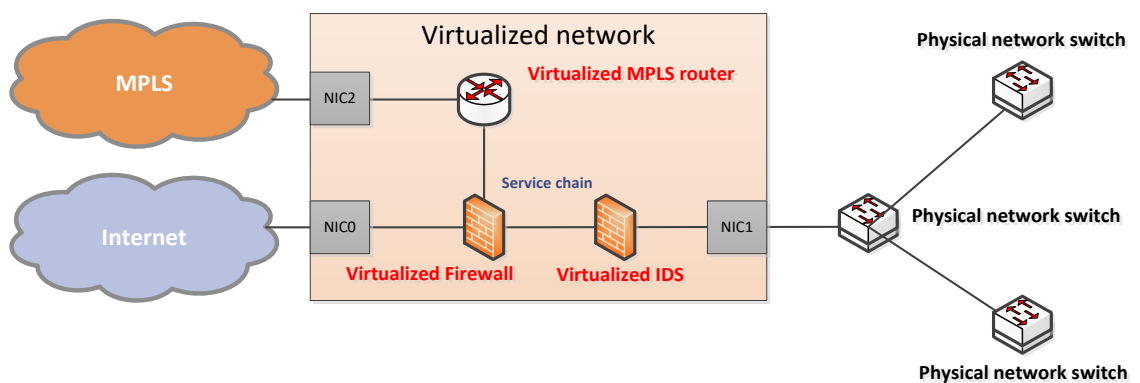 Virtualized network
Physical network switch
MPLS
Virtualized MPLS router
NIC2
Service chain
Physical network switch
Internet
NIC0
NIC1
Virtualized Firewall
Virtualized IDS
Physical network switch